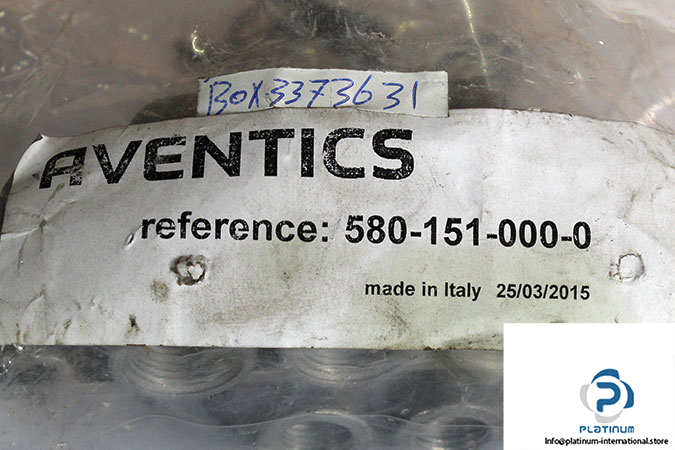 BOX3373631
AVENTICS
reference: 580-151-000-0
made in Italy 25/03/2015
PLATINUM
Info@platinum-international.store